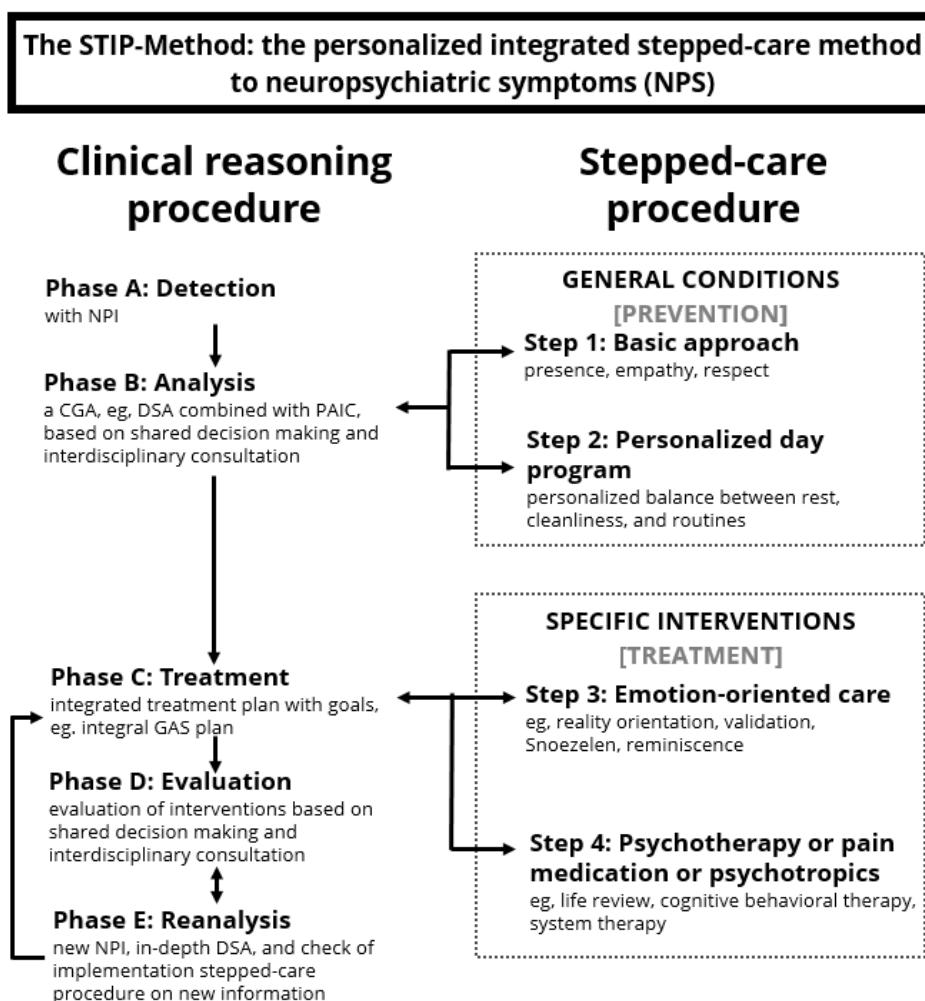 The STIP-Method: the personalized integrated stepped-care method
to neuropsychiatric symptoms (NPS)
Clinical reasoning
procedure
Phase A: Detection
with NPI
Phase B: Analysis
a CGA, eg, DSA combined with PAIC,
based on shared decision making and
interdisciplinary consultation
Phase C: Treatment
integrated treatment plan with goals,
eg. integral GAS plan
Phase D: Evaluation
evaluation of interventions based on
shared decision making and
interdisciplinary consultation
Phase E: Reanalysis
new NPI, in-depth DSA, and check of
implementation stepped-care
procedure on new information
Stepped-care
procedure
GENERAL CONDITIONS
[PREVENTION]
Step 1: Basic approach
presence, empathy, respect
Step 2: Personalized day
program
personalized balance between rest,
cleanliness, and routines
SPECIFIC INTERVENTIONS
[TREATMENT]
Step 3: Emotion-oriented care
eg, reality orientation, validation,
Snoezelen, reminiscence
Step 4: Psychotherapy or pain
medication or psychotropics
eg, life review, cognitive behavioral therapy,
system therapy